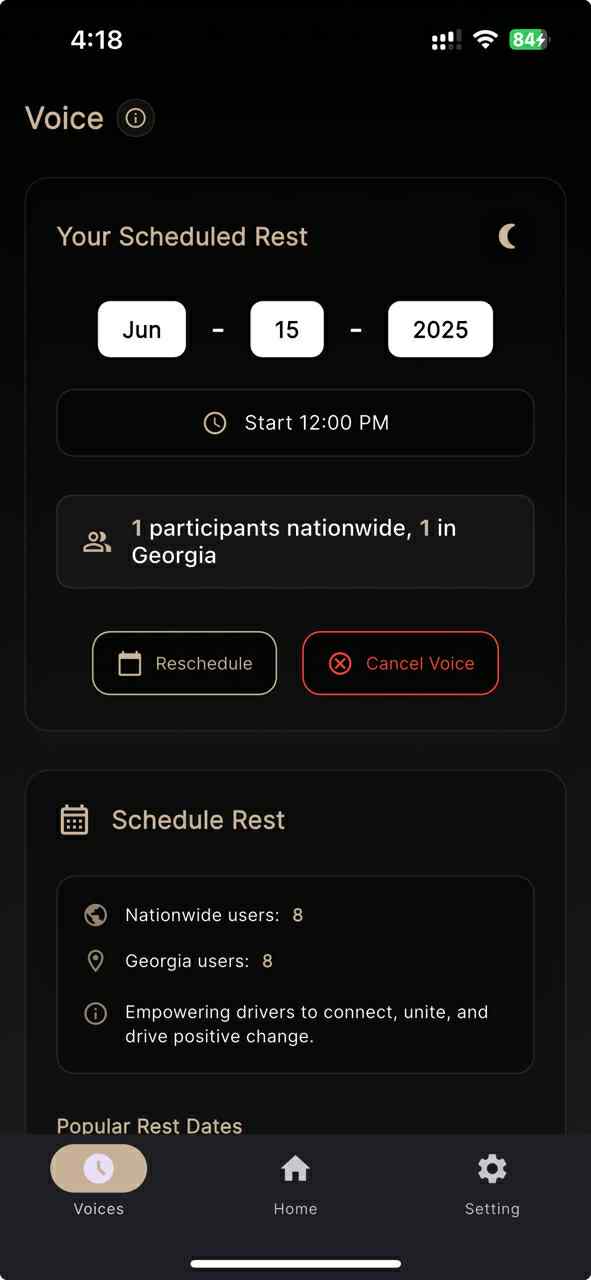 4:18
84
Voice
Your Scheduled Rest
Jun - 15 - 2025
Start 12:00 PM
1 participants nationwide, 1 in
Georgia
Reschedule
Cancel Voice
Schedule Rest
Nationwide users: 8
Georgia users: 8
Empowering drivers to connect, unite, and
drive positive change.
Popular Rest Dates
Voices
Home
Setting